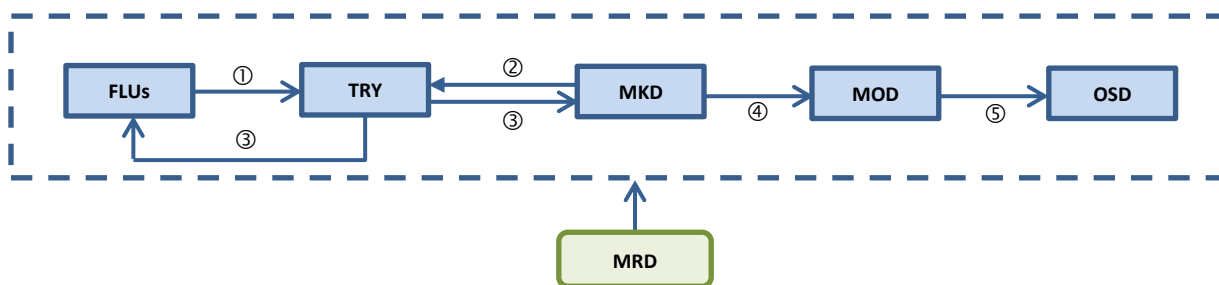 ① ②
FLUs TRY MKD MOD OSD
③ ③ ④ ⑤
MRD